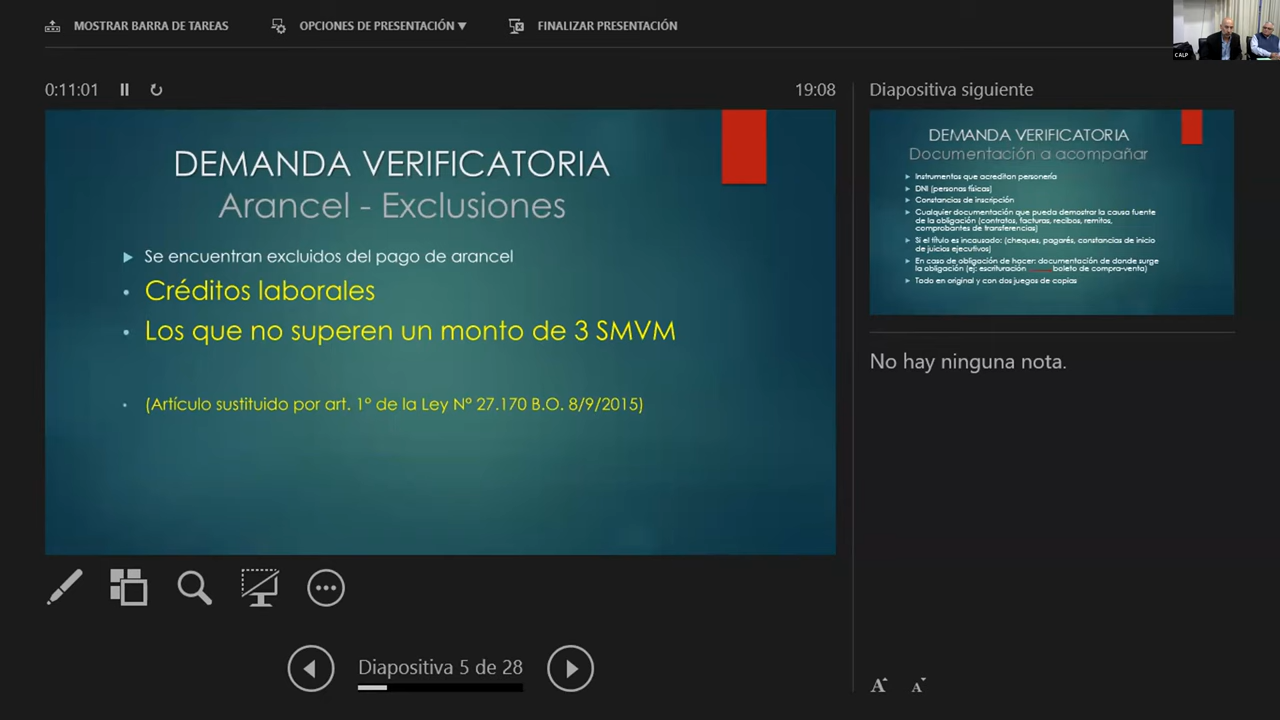 MOSTRAR BARRA DE TAREAS
OPCIONES DE PRESENTACIÓN ▼
FINALIZAR PRESENTACIÓN
CALP
0:11:01
19:08
DEMANDA VERIFICATORIA
Arancel - Exclusiones
Se encuentran excluidos del pago de arancel
Créditos laborales
Los que no superen un monto de 3 SMVM
(Artículo sustituido por art. 1° de la Ley N° 27.170 B.O. 8/9/2015)
Diapositiva 5 de 28
Diapositiva siguiente
DEMANDA VERIFICATORIA
Documentación a acompañar
Instrumentos que acreditan personería
DNI (personas físicas)
Constancias de inscripción
Cualquier documentación que pueda demostrar la causa fuente
de la obligación (contratos, facturas, recibos, remitos,
comprobantes de transferencias)
Si el título es incausado: (cheques, pagarés, constancias de inicio
de juicios ejecutivos)
En caso de obligación de hacer: documentación de donde surge
la obligación (ej: escrituración boleto de compra-venta)
Todo en original y con dos juegos de copias
No hay ninguna nota.
A A